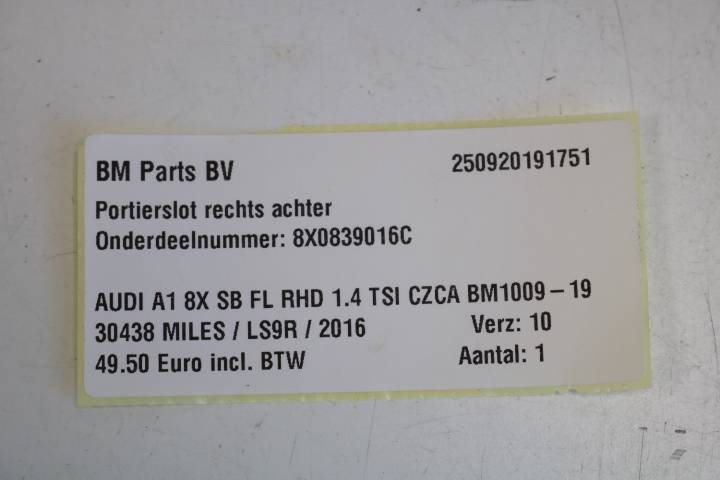 BM Parts BV 250920191751
Portierslot rechts achter
Onderdeelnummer: 8X0839016C
AUDI A1 8X SB FL RHD 1.4 TSI CZCA BM1009-19
30438 MILES / LS9R / 2016 Verz: 10
49.50 Euro incl. BTW Aantal: 1